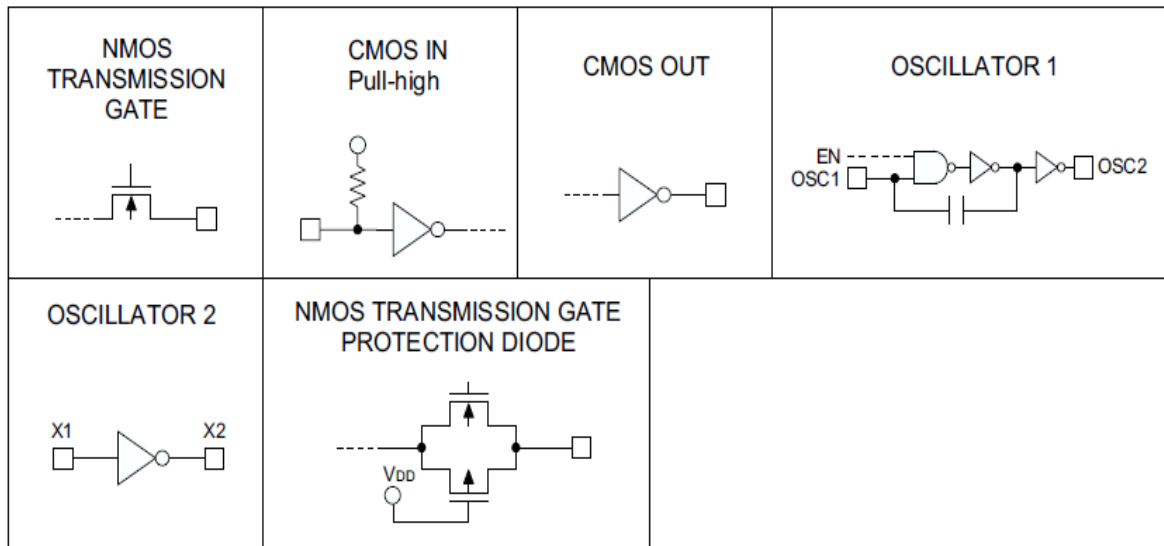 NMOS
TRANSMISSION
GATE
CMOS IN
Pull-high
CMOS OUT
OSCILLATOR 1
EN
OSC1
OSC2
OSCILLATOR 2
X1
X2
NMOS TRANSMISSION GATE
PROTECTION DIODE
VDD